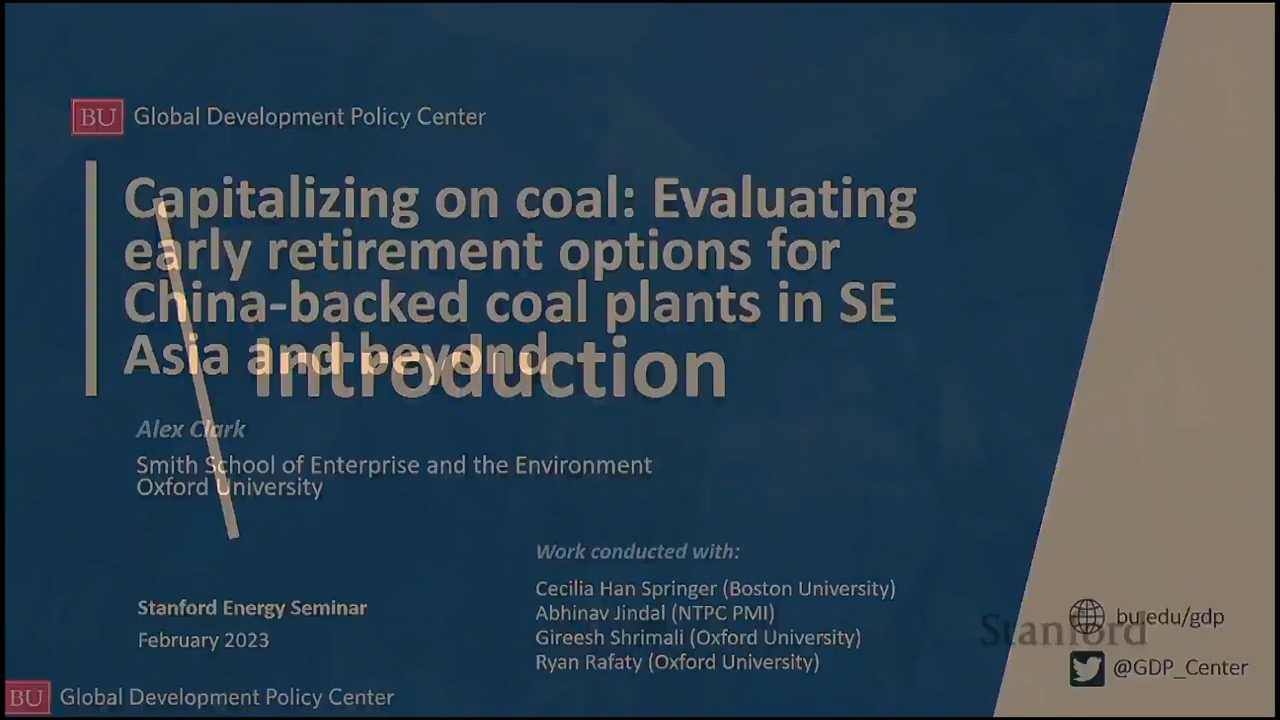 BU Global Development Policy Center
Capitalizing on coal: Evaluating
early retirement options for
China-backed coal plants in SE
Asia and beyond
Introduction
Alex Clark
Smith School of Enterprise and the Environment
Oxford University
Work conducted with:
Cecilia Han Springer (Boston University)
Abhinav Jindal (NTPC PMI)
Gireesh Shrimali (Oxford University)
Ryan Rafaty (Oxford University)
Stanford Energy Seminar
February 2023
Stanford
bu.edu/gdp
@GDP_Center
BU Global Development Policy Center